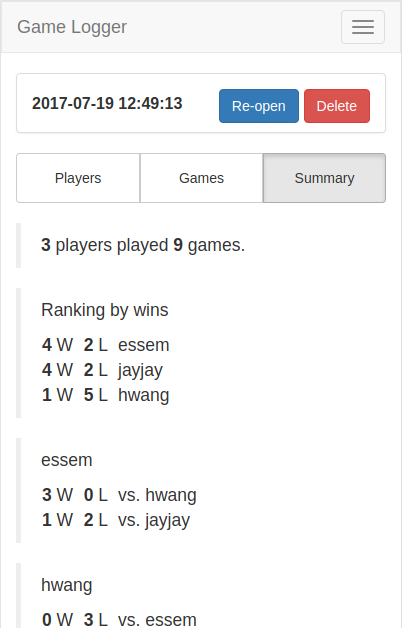 Game Logger
2017-07-19 12:49:13 Re-open Delete
Players Games Summary
3 players played 9 games.
Ranking by wins
4 W 2 L essem
4 W 2 L jayjay
1 W 5 L hwang
essem
3 W 0 L vs. hwang
1 W 2 L vs. jayjay
hwang
0 W 3 L vs. essem